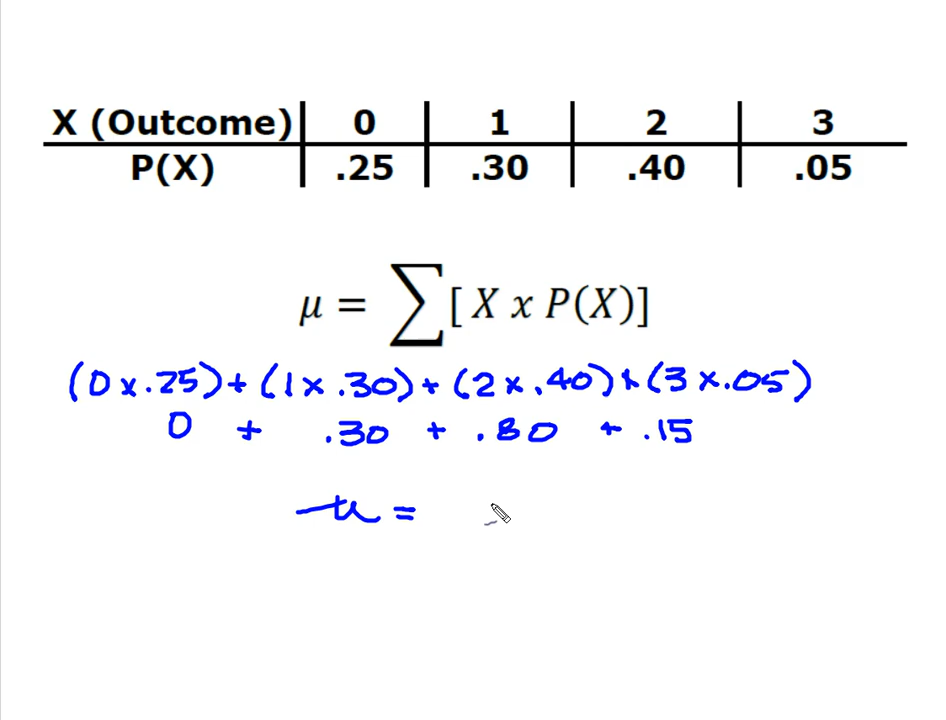 X (Outcome) 0 1 2 3
P(X) .25 .30 .40 .05
μ = ∑[ X x P(X)]
(0 x .25) + (1 x .30) + (2 x .40) + (3 x .05)
0 + .30 + .80 + .15
μ =